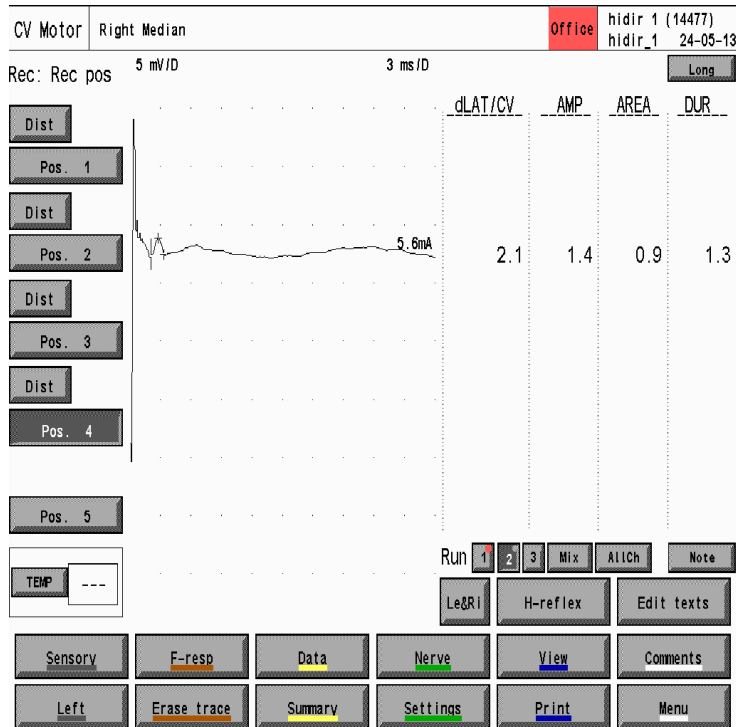 CV Motor Right Median Office hidir 1 (14477)
hidir_1 24-05-13
Rec: Rec pos 5 mV/D 3 ms/D Long
dLAT/CV AMP AREA DUR
Dist
Pos. 1
Dist
5.6mA
Pos. 2 2.1 1.4 0.9 1.3
Dist
Pos. 3
Dist
Pos. 4
Pos. 5
Run 1 2 3 Mix AllCh Note
TEMP ---
Le&Ri H-reflex Edit texts
Sensory F-resp Data Nerve View Comments
Left Erase trace Summary Settings Print Menu